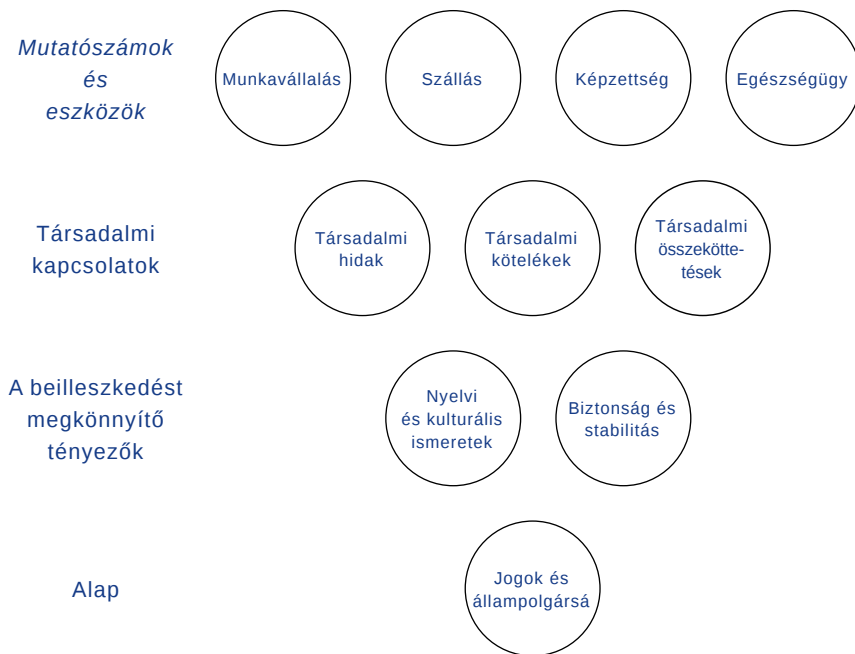 Mutatószámok
és
eszközök
Munkavállalás
Szállás
Képzettség
Egészségügy
Társadalmi
kapcsolatok
Társadalmi
hidak
Társadalmi
kötelékek
Társadalmi
összekötte-
tések
A beilleszkedést
megkönnyítő
tényezők
Nyelvi
és kulturális
ismeretek
Biztonság és
stabilitás
Alap
Jogok és
állampolgársá